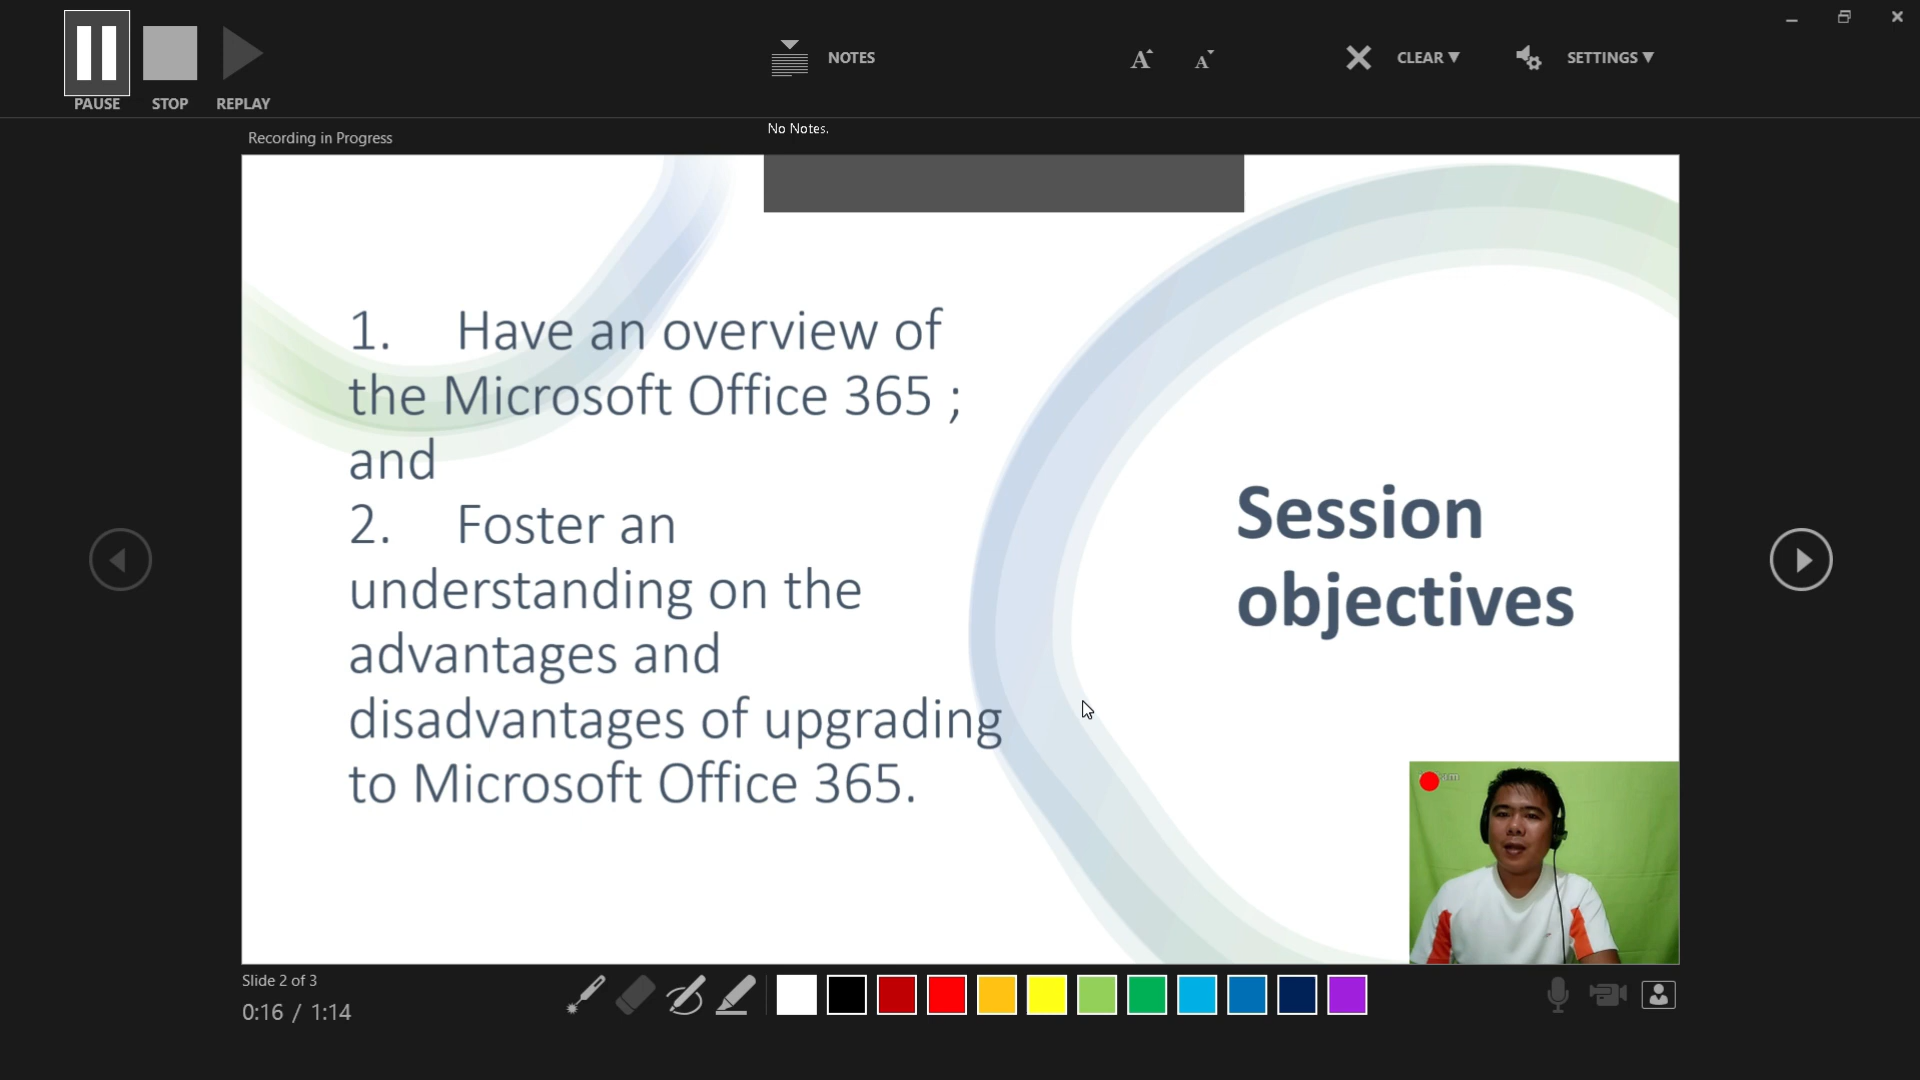 PAUSE STOP REPLAY
NOTES
A A
CLEAR
SETTINGS
No Notes.
Recording in Progress
1. Have an overview of
the Microsoft Office 365 ;
and
2. Foster an
understanding on the
advantages and
disadvantages of upgrading
to Microsoft Office 365.
Session
objectives
Slide 2 of 3
0:16 / 1:14